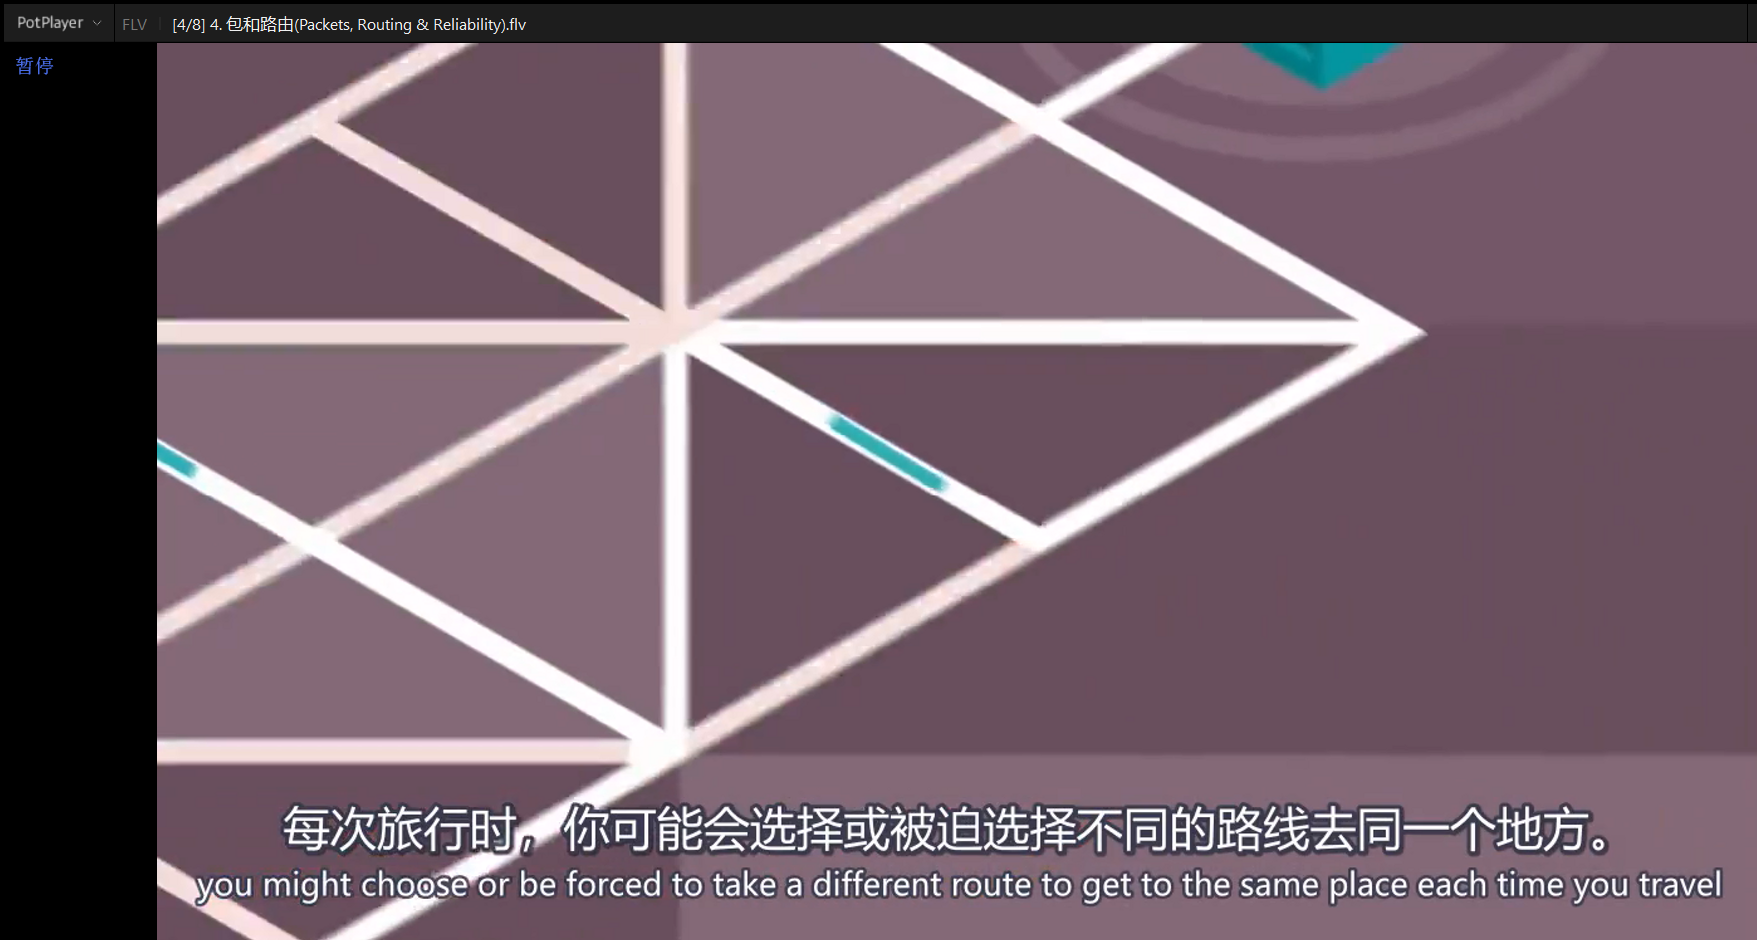 PotPlayer FLV [4/8] 4. 包和路由(Packets, Routing & Reliability).flv
暂停
每次旅行时，你可能会选择或被迫选择不同的路线去同一个地方。
you might choose or be forced to take a different route to get to the same place each time you travel